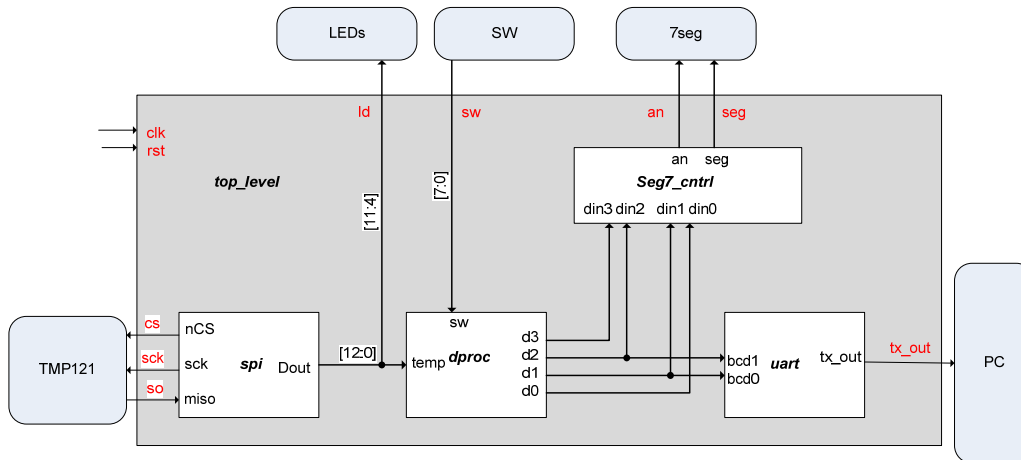 LEDs
SW
7seg
ld
sw
an
seg
clk
rst
top_level
[11:4]
[7:0]
an seg
Seg7_cntrl
din3 din2 din1 din0
TMP121
cs
sck
so
nCS
sck
miso
spi
Dout
[12:0]
sw
temp
dproc
d3
d2
d1
d0
bcd1
bcd0
uart
tx_out
tx_out
PC